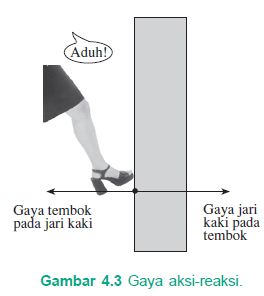 Aduh!
Gaya tembok
pada jari kaki
Gaya jari
kaki pada
tembok
Gambar 4.3 Gaya aksi-reaksi.